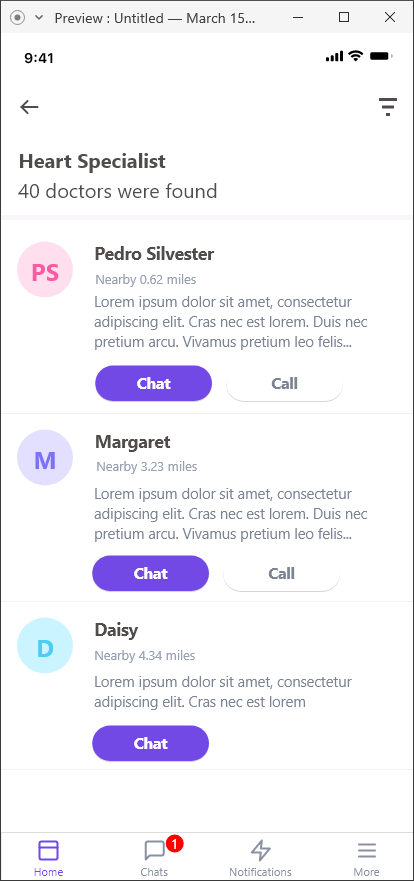 Preview : Untitled — March 15...
9:41
Heart Specialist
40 doctors were found
PS
Pedro Silvester
Nearby 0.62 miles
Lorem ipsum dolor sit amet, consectetur
adipiscing elit. Cras nec est lorem. Duis nec
pretium arcu. Vivamus pretium leo felis...
Chat
Call
M
Margaret
Nearby 3.23 miles
Lorem ipsum dolor sit amet, consectetur
adipiscing elit. Cras nec est lorem. Duis nec
pretium arcu. Vivamus pretium leo felis...
Chat
Call
D
Daisy
Nearby 4.34 miles
Lorem ipsum dolor sit amet, consectetur
adipiscing elit. Cras nec est lorem
Chat
1
Home
Chats
Notifications
More